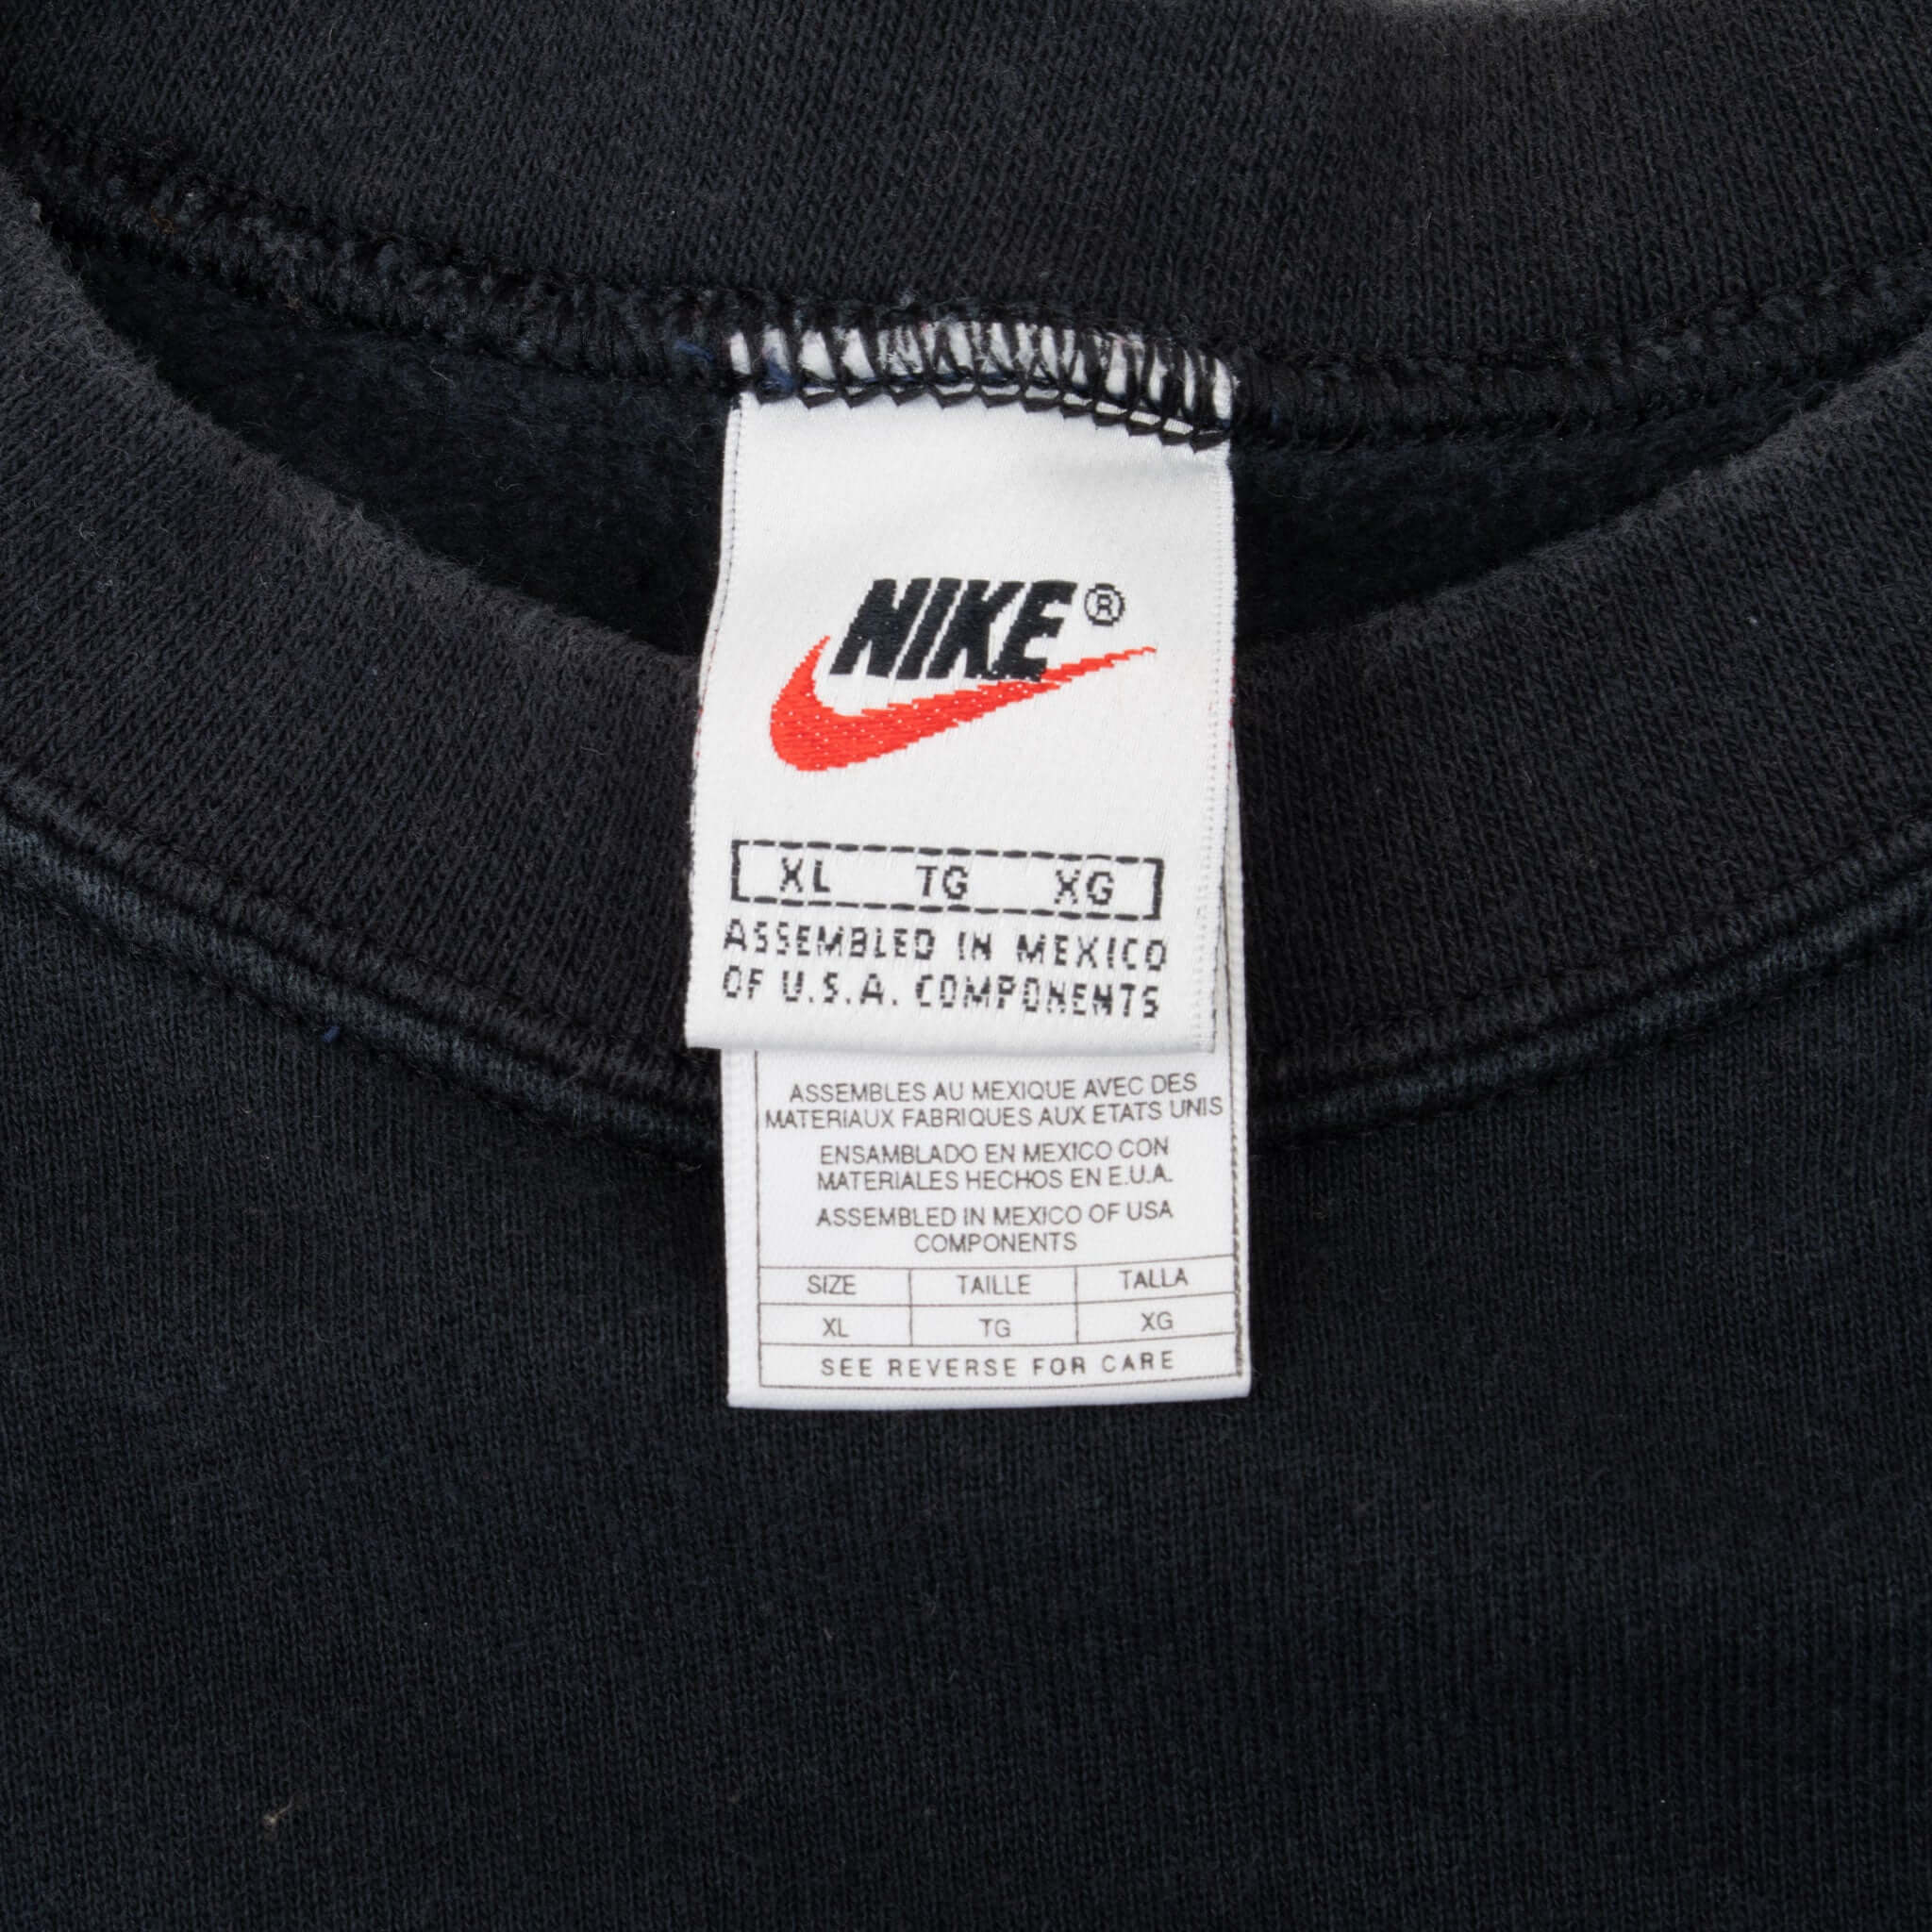 NIKE®
XL TG XG
ASSEMBLED IN MEXICO
OF U.S.A. COMPONENTS
ASSEMBLES AU MEXIQUE AVEC DES
MATERIAUX FABRIQUES AUX ETATS UNIS
ENSAMBLADO EN MEXICO CON
MATERIALES HECHOS EN E.U.A.
ASSEMBLED IN MEXICO OF USA
COMPONENTS
SIZE TAILLE TALLA
XL TG XG
SEE REVERSE FOR CARE